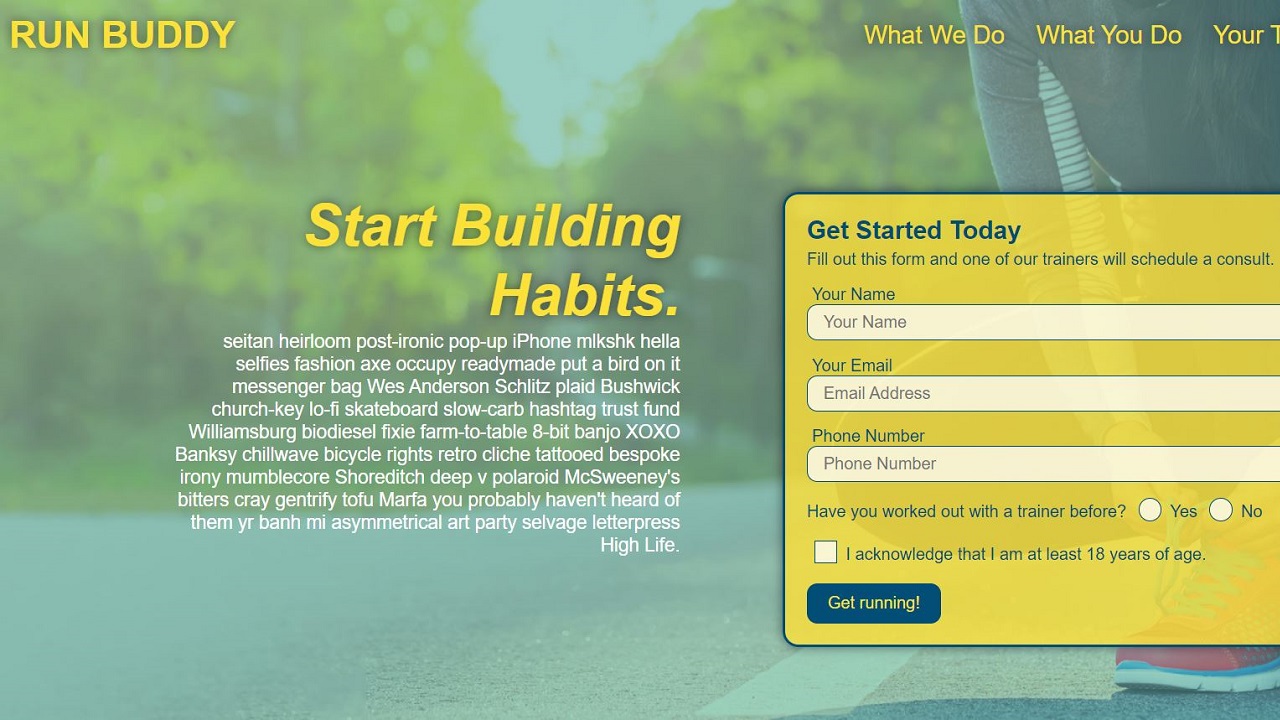 RUN BUDDY
What We Do What You Do Your
Start Building
Habits.
seitan heirloom post-ironic pop-up iPhone mlkshk hella
selfies fashion axe occupy readymade put a bird on it
messenger bag Wes Anderson Schlitz plaid Bushwick
church-key lo-fi skateboard slow-carb hashtag trust fund
Williamsburg biodiesel fixie farm-to-table 8-bit banjo XOXO
Banksy chillwave bicycle rights retro cliche tattooed bespoke
irony mumblecore Shoreditch deep v polaroid McSweeney's
bitters cray gentrify tofu Marfa you probably haven't heard of
them yr banh mi asymmetrical art party selvage letterpress
High Life.
Get Started Today
Fill out this form and one of our trainers will schedule a consult.
Your Name
Your Name
Your Email
Email Address
Phone Number
Phone Number
Have you worked out with a trainer before? Yes No
I acknowledge that I am at least 18 years of age.
Get running!